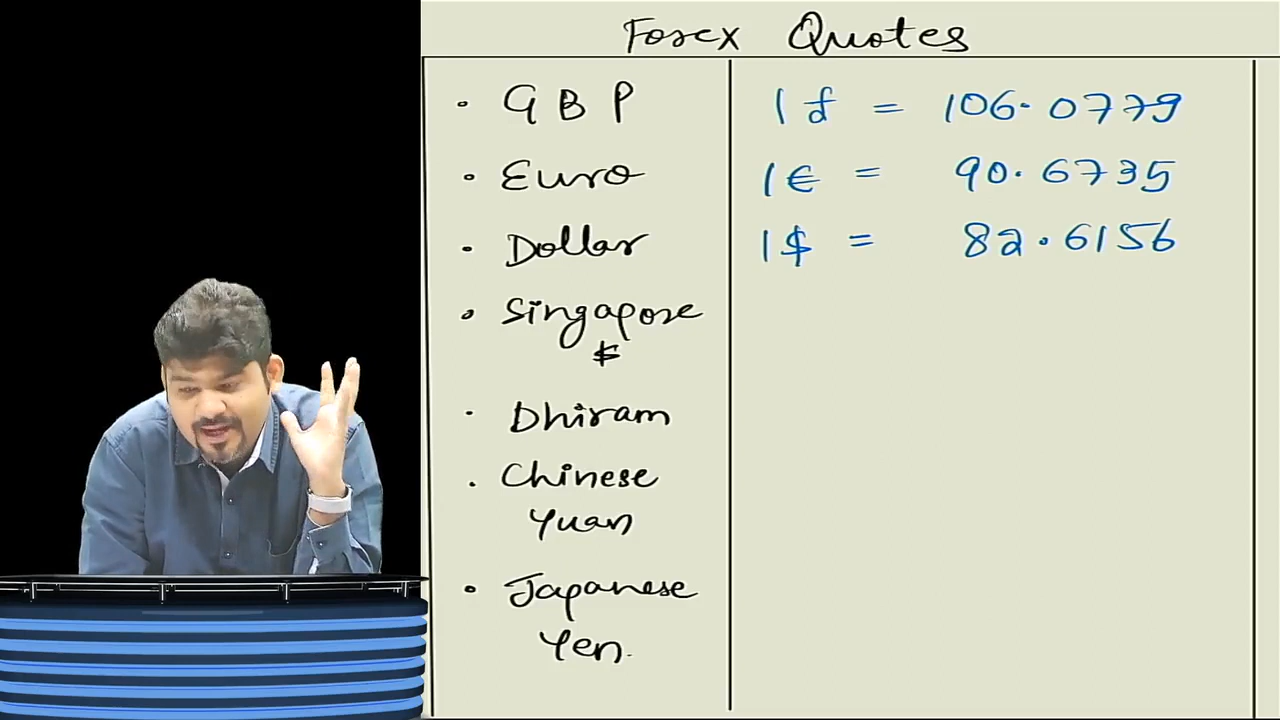 Forex Quotes
• GBP 1 £ = 106.0779
• Euro 1 € = 90.6735
• Dollar 1 $ = 82.6156
• Singapore
$
• Dhiram
• Chinese
Yuan
• Japanese
Yen.